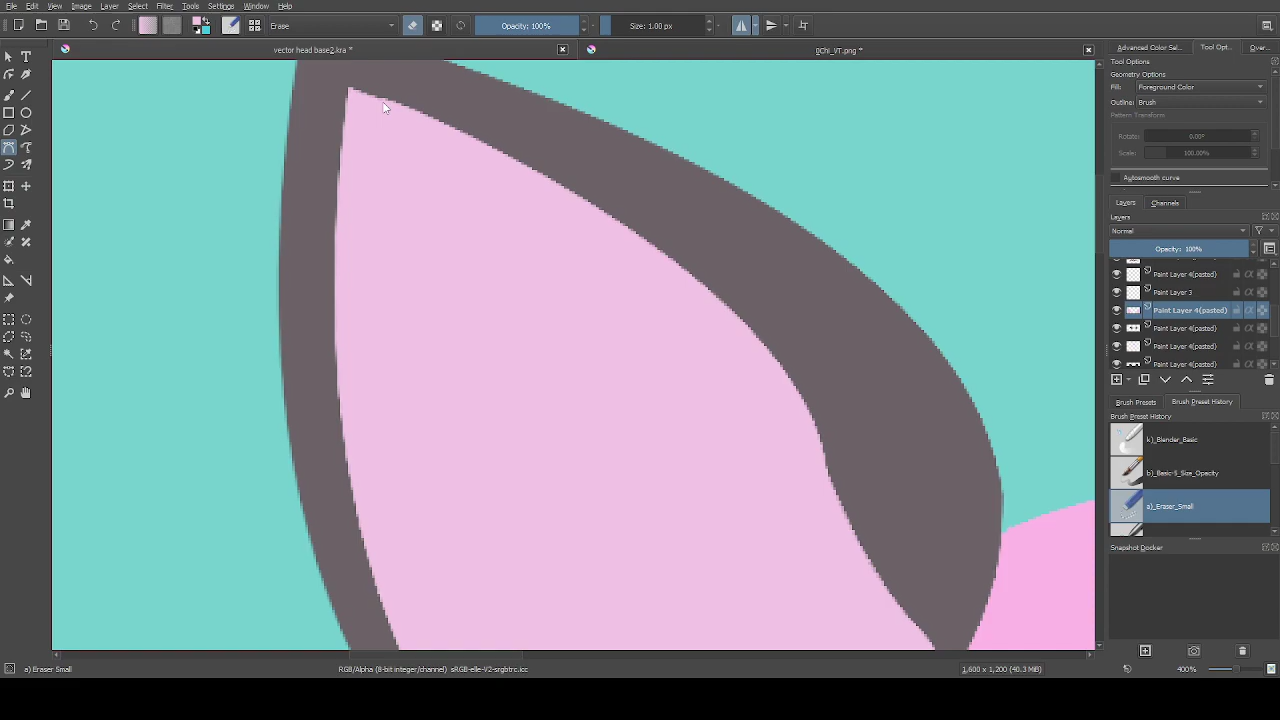 File Edit View Image Layer Select Filter Tools Settings Window Help
Erase Opacity: 100% Size: 1.00 px
vector head base2.kra * 0Chi_VT.png *
Advanced Color Sel... Tool Opt... Over...
Tool Options
Geometry Options
Fill: Foreground Color
Outline: Brush
Pattern Transform
Rotate: 0.00°
Scale: 100.00%
Autosmooth curve
Layers Channels
Layers
Normal
Opacity: 100%
Paint Layer 4(pasted)
Paint Layer 3
Paint Layer 4(pasted)
Paint Layer 4(pasted)
Paint Layer 4(pasted)
Paint Layer 4(pasted)
Brush Presets Brush Preset History
Brush Preset History
k)_Blender_Basic
b)_Basic-5_Size_Opacity
a)_Eraser_Small
Snapshot Docker
a) Eraser Small RGB/Alpha (8-bit integer/channel) sRGB-elle-V2-srgbtrc.icc 1,600 x 1,200 (40.3 MiB) 400%